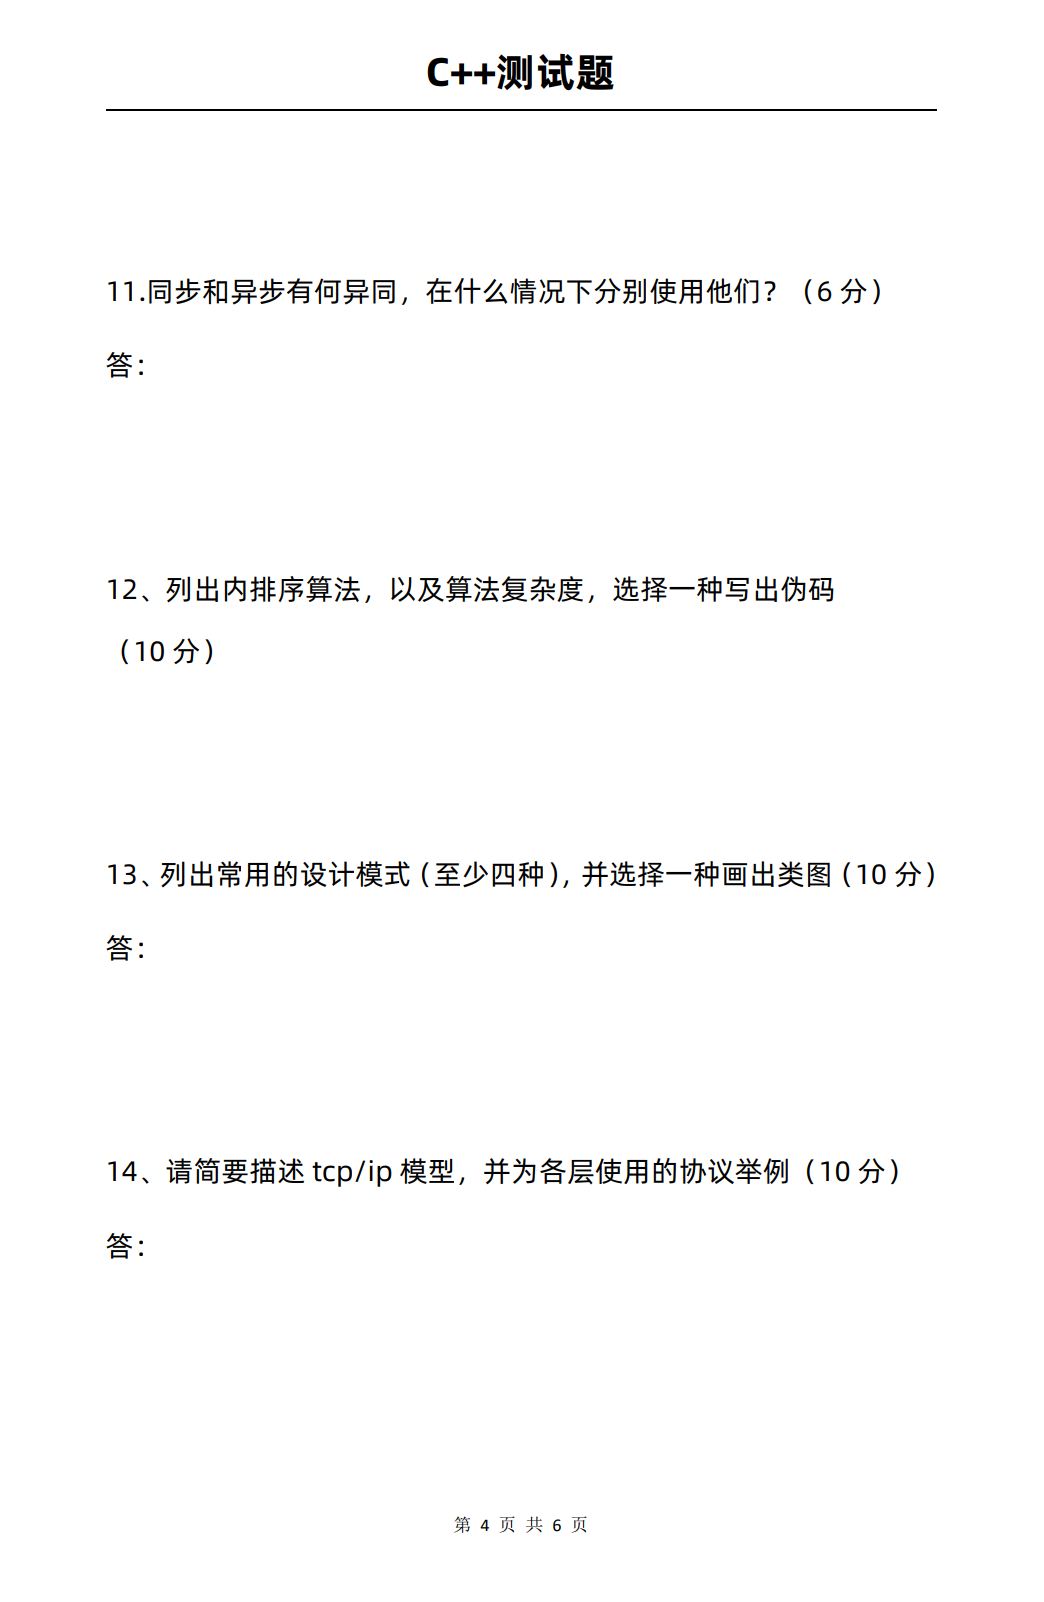 C++测试题
11.同步和异步有何异同，在什么情况下分别使用他们？（6 分）
答：
12、列出内排序算法，以及算法复杂度，选择一种写出伪码
（10 分）
13、列出常用的设计模式（至少四种），并选择一种画出类图（10 分）
答：
14、请简要描述 tcp/ip 模型，并为各层使用的协议举例（10 分）
答：
第 4 页 共 6 页